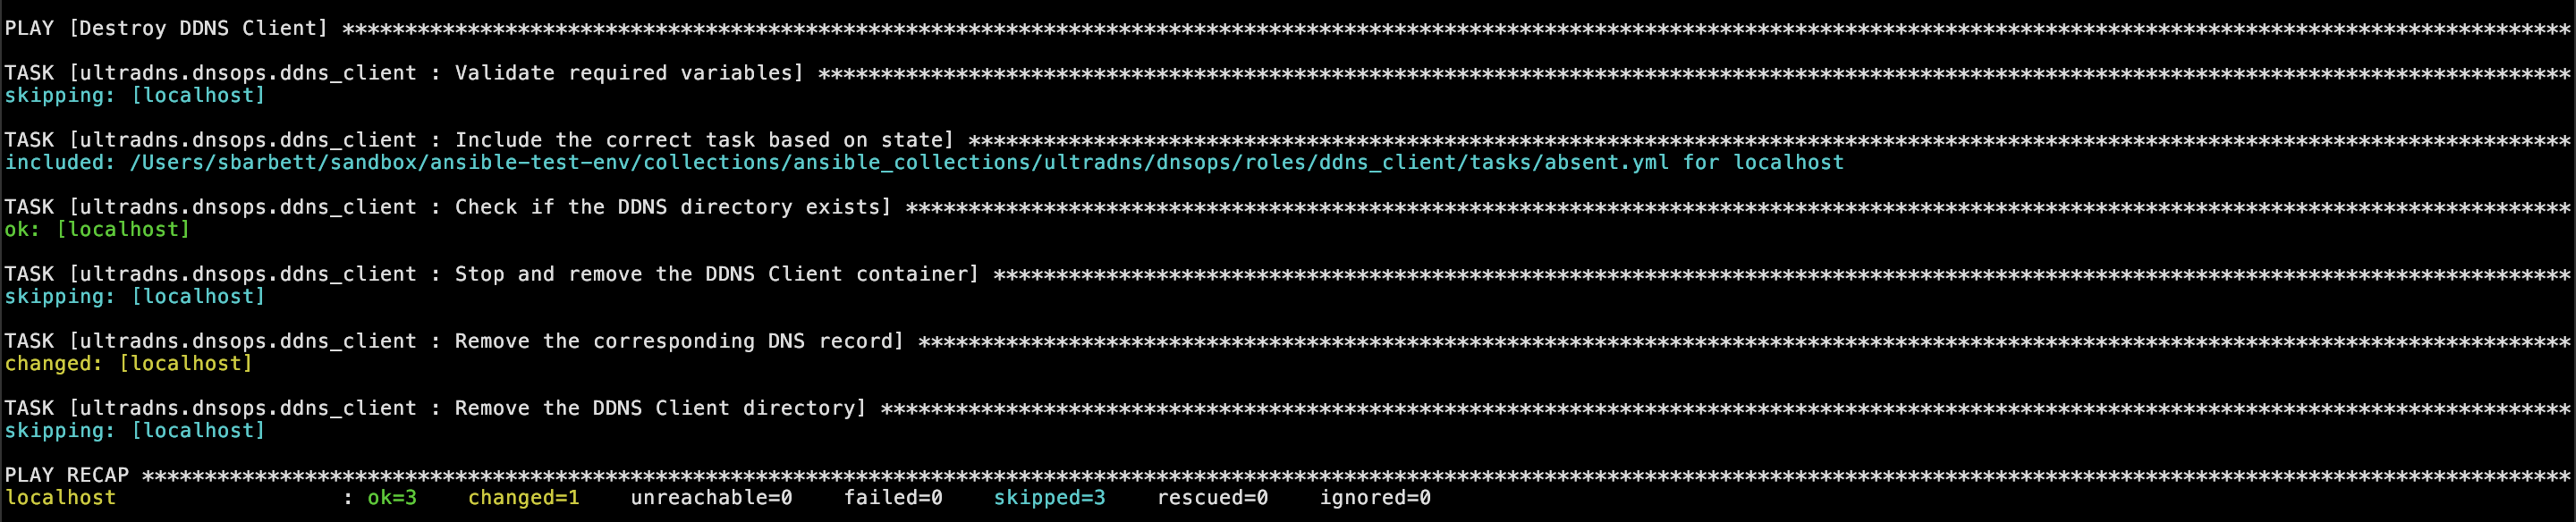 PLAY [Destroy DDNS Client] ****************************************************************************************************************************************************************************************
TASK [ultradns.dnsops.ddns_client : Validate required variables] ********************************************************************************************************************************************
skipping: [localhost]
TASK [ultradns.dnsops.ddns_client : Include the correct task based on state] ********************************************************************************************************************************
included: /Users/sbarbett/sandbox/ansible-test-env/collections/ansible_collections/ultradns/dnsops/roles/ddns_client/tasks/absent.yml for localhost
TASK [ultradns.dnsops.ddns_client : Check if the DDNS directory exists] *************************************************************************************************************************************
ok: [localhost]
TASK [ultradns.dnsops.ddns_client : Stop and remove the DDNS Client container] ******************************************************************************************************************************
skipping: [localhost]
TASK [ultradns.dnsops.ddns_client : Remove the corresponding DNS record] ************************************************************************************************************************************
changed: [localhost]
TASK [ultradns.dnsops.ddns_client : Remove the DDNS Client directory] ***************************************************************************************************************************************
skipping: [localhost]
PLAY RECAP **************************************************************************************************************************************************************************************************
localhost                  : ok=3    changed=1    unreachable=0    failed=0    skipped=3    rescued=0    ignored=0